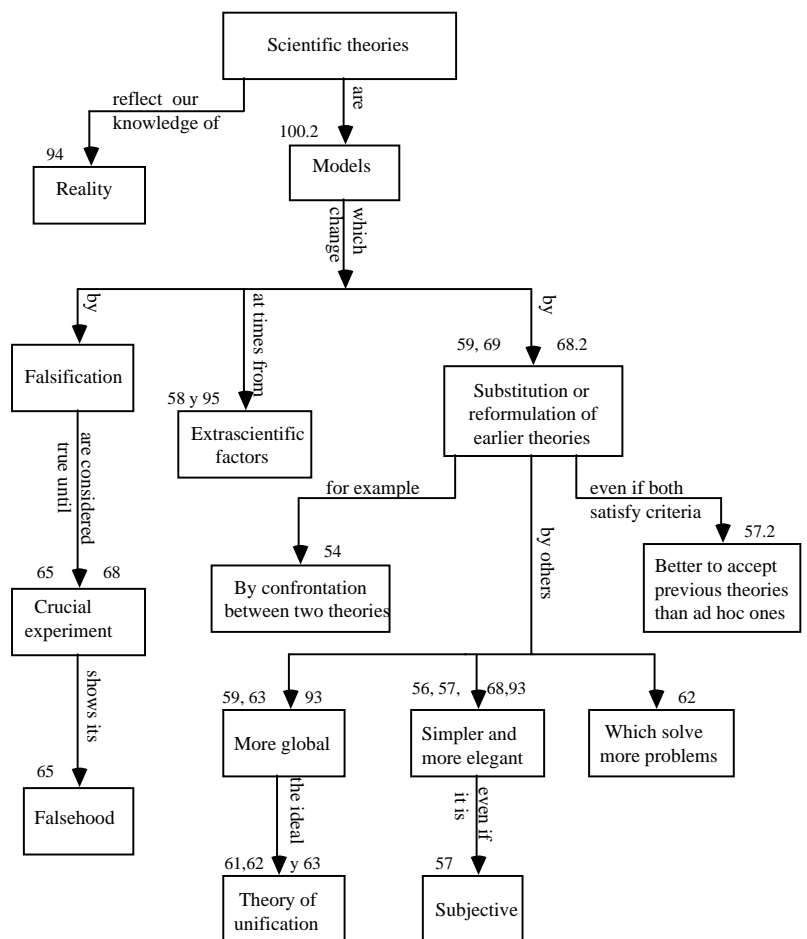 Scientific theories
reflect our
knowledge of
are
94
100.2
Reality
Models
which
change
by
at times from
by
59, 69
68.2
Falsification
58 y 95
Extrascientific
factors
Substitution or
reformulation of
earlier theories
are considered
true until
for example
by others
even if both
satisfy criteria
65
68
54
57.2
Crucial
experiment
By confrontation
between two theories
Better to accept
previous theories
than ad hoc ones
shows its
59, 63
93
56, 57,
68,93
62
65
More global
Simpler and
more elegant
Which solve
more problems
Falsehood
the ideal
even if
it is
61,62
y 63
57
Theory of
unification
Subjective